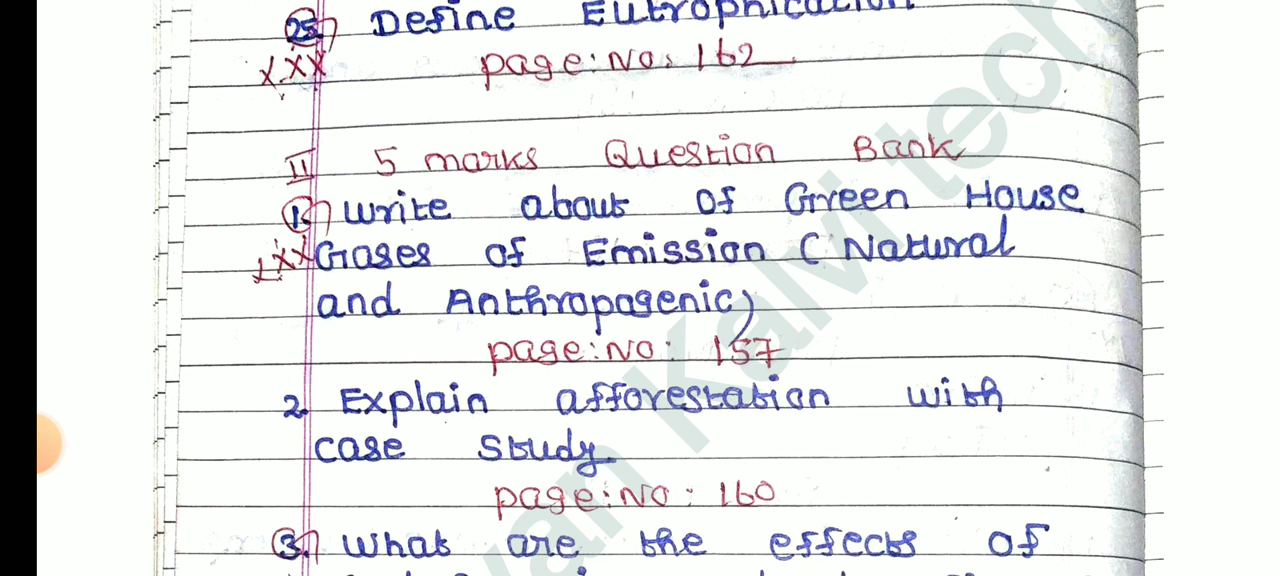 25) Define Eutrophication
XXX page: No: 162
II 5 marks Question Bank
1.) Write about of Green House
XXX Gases of Emission ( Natural
and Anthropogenic)
page: No: 157
2. Explain afforestation with
case study
page: No: 160
3.) What are the effects of